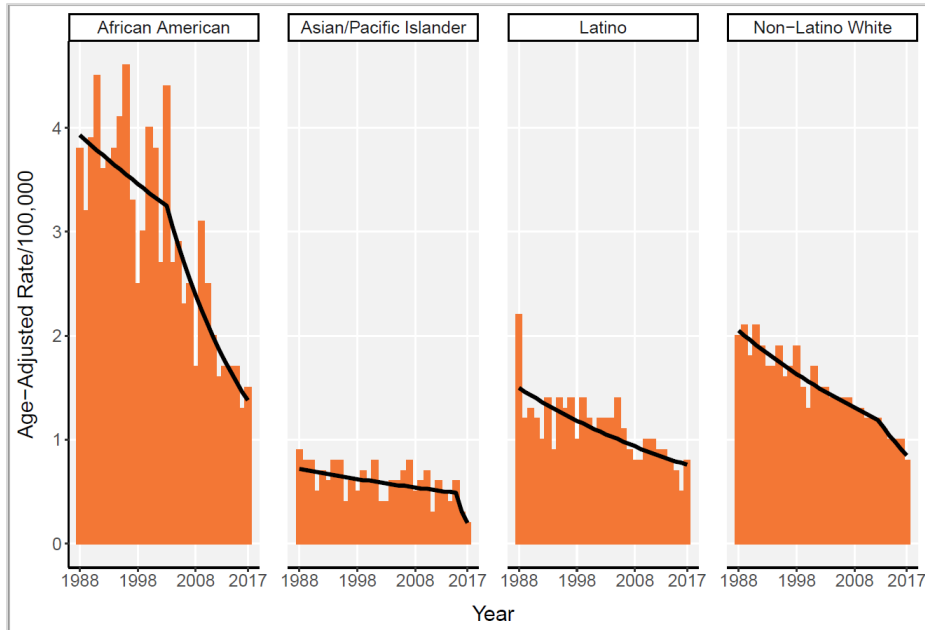 African American
Asian/Pacific Islander
Latino
Non−Latino White
Age−Adjusted Rate/100,000
4
3
2
1
0
1988 1998 2008 2017
1988 1998 2008 2017
1988 1998 2008 2017
1988 1998 2008 2017
Year